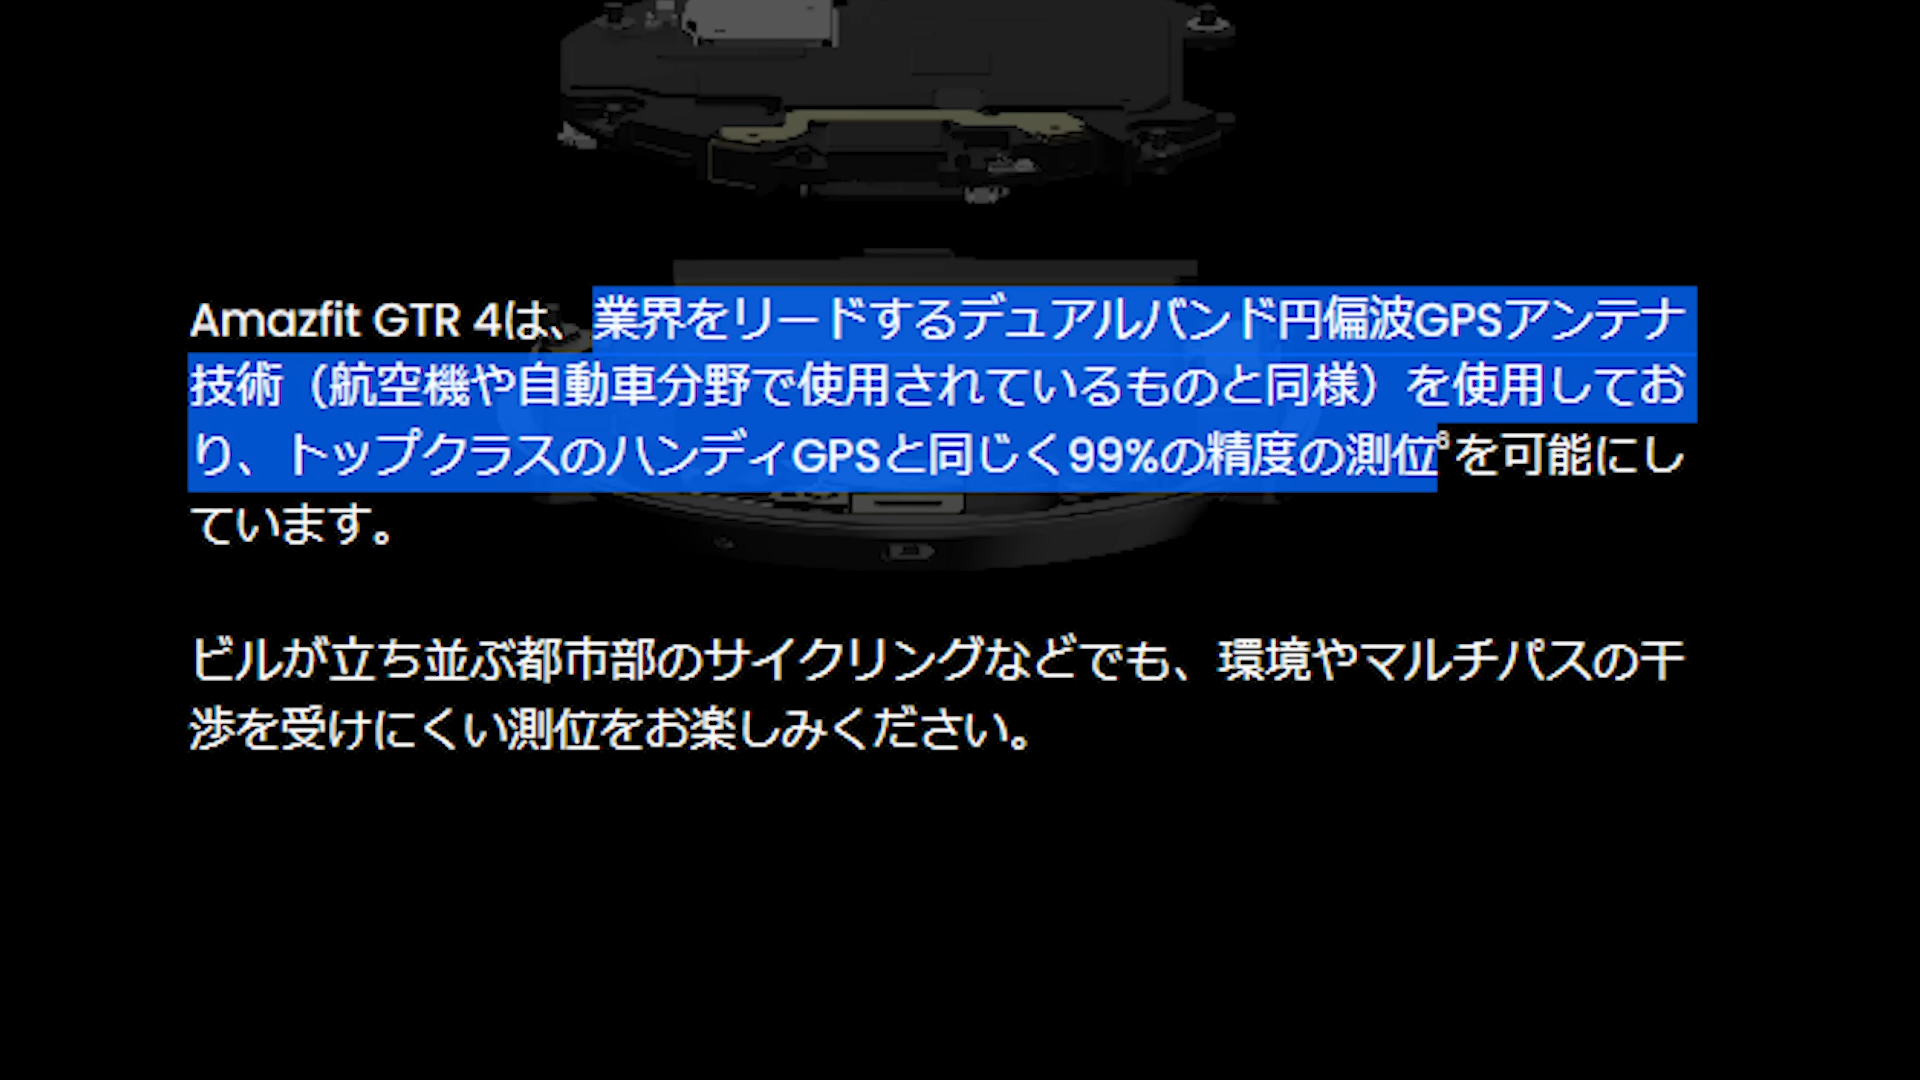 Amazfit GTR 4は、業界をリードするデュアルバンド円偏波GPSアンテナ
技術（航空機や自動車分野で使用されているものと同様）を使用してお
り、トップクラスのハンディGPSと同じく99%の精度の測位⁶を可能にし
ています。
ビルが立ち並ぶ都市部のサイクリングなどでも、環境やマルチパスの干
渉を受けにくい測位をお楽しみください。